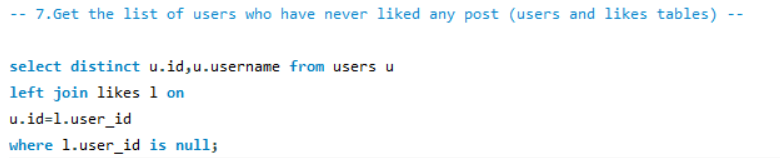 -- 7.Get the list of users who have never liked any post (users and likes tables) --
select distinct u.id,u.username from users u
left join likes l on
u.id=l.user_id
where l.user_id is null;